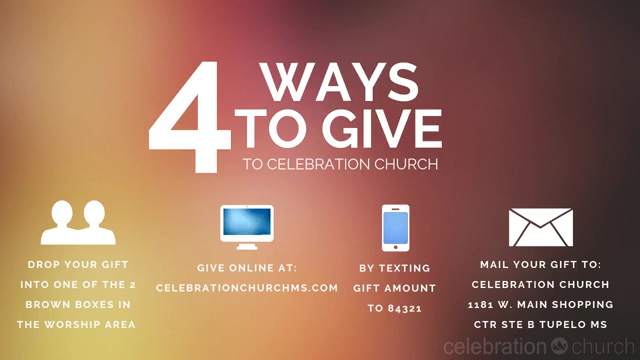 4 WAYS
TO GIVE
TO CELEBRATION CHURCH
DROP YOUR GIFT
INTO ONE OF THE 2
BROWN BOXES IN
THE WORSHIP AREA
GIVE ONLINE AT:
CELEBRATIONCHURCHMS.COM
BY TEXTING
GIFT AMOUNT
TO 84321
MAIL YOUR GIFT TO:
CELEBRATION CHURCH
1181 W. MAIN SHOPPING
CTR STE B TUPELO MS
celebration church